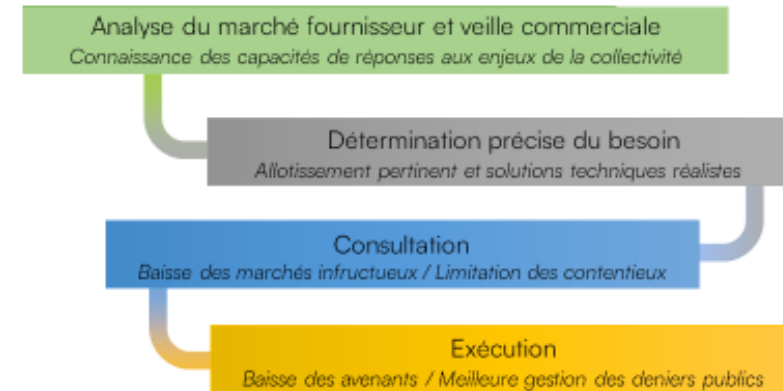 Analyse du marché fournisseur et veille commerciale
Connaissance des capacités de réponses aux enjeux de la collectivité
Détermination précise du besoin
Allotissement pertinent et solutions techniques réalistes
Consultation
Baisse des marchés infructueux / Limitation des contentieux
Exécution
Baisse des avenants / Meilleure gestion des deniers publics